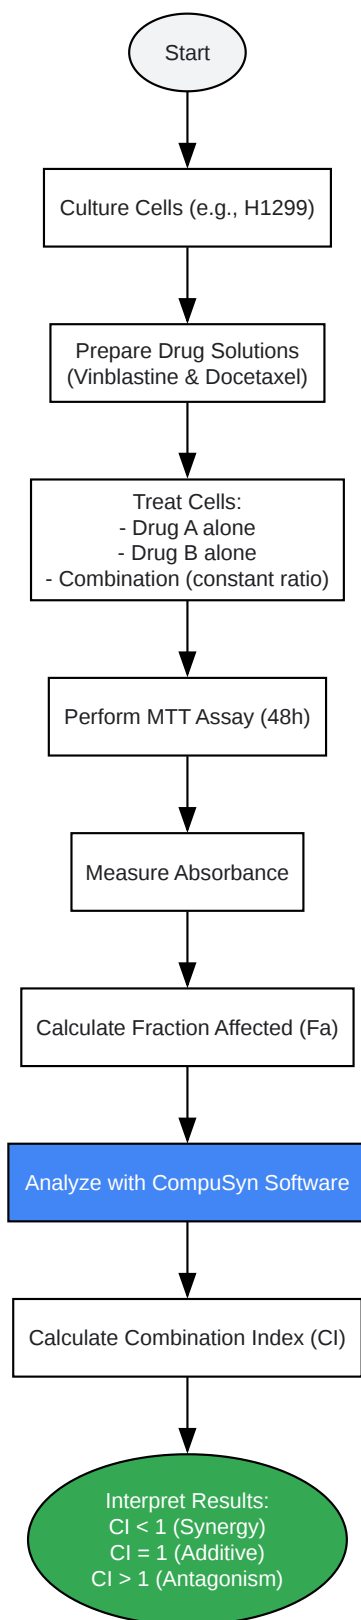 Start
Culture Cells (e.g., H1299)
Prepare Drug Solutions
(Vinblastine & Docetaxel)
Treat Cells:
- Drug A alone
- Drug B alone
- Combination (constant ratio)
Perform MTT Assay (48h)
Measure Absorbance
Calculate Fraction Affected (Fa)
Analyze with CompuSyn Software
Calculate Combination Index (CI)
Interpret Results:
CI < 1 (Synergy)
CI = 1 (Additive)
CI > 1 (Antagonism)